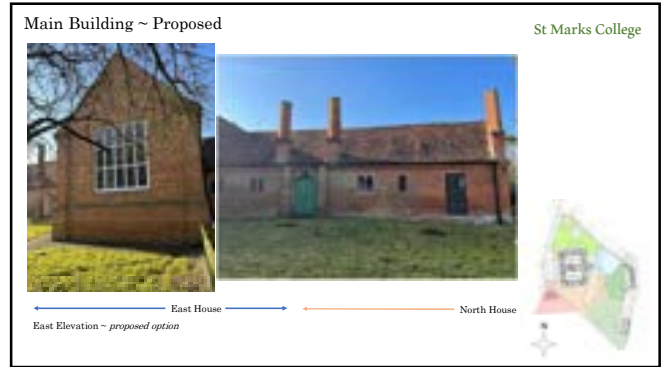 Main Building ~ Proposed
St Marks College
East House
North House
East Elevation ~ proposed option
N